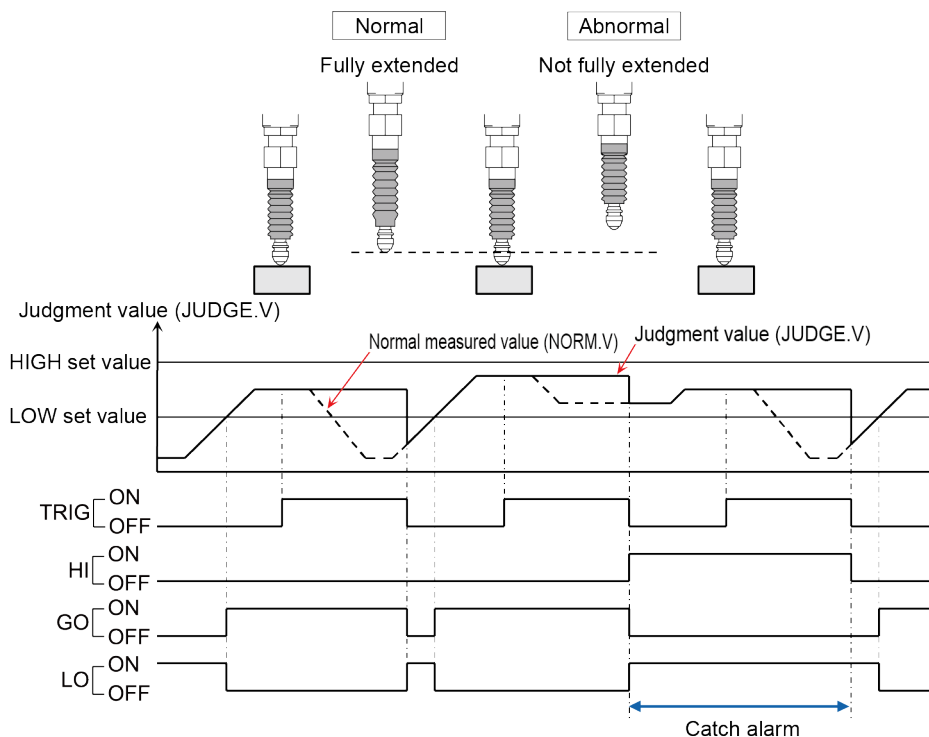 Normal
Abnormal
Fully extended
Not fully extended
Judgment value (JUDGE.V)
Normal measured value (NORM.V)
Judgment value (JUDGE.V)
HIGH set value
LOW set value
TRIG
ON
OFF
HI
ON
OFF
GO
ON
OFF
LO
ON
OFF
Catch alarm